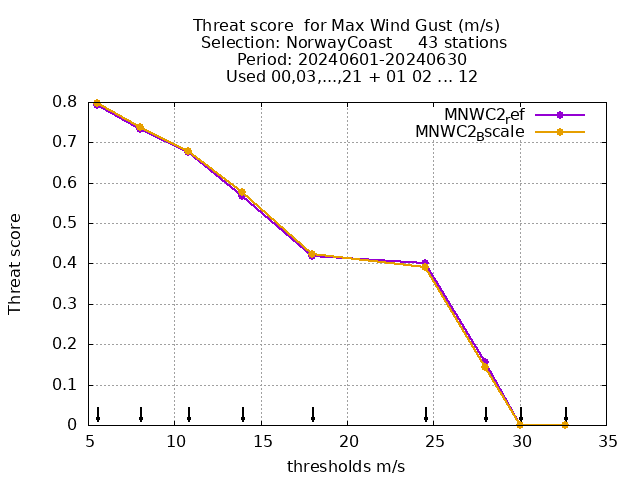 Threat score  for Max Wind Gust (m/s)
Selection: NorwayCoast     43 stations
Period: 20240601-20240630
Used 00,03,...,21 + 01 02 ... 12
MNWC2_ref
MNWC2_Bscale
0.8
0.7
0.6
0.5
0.4
0.3
0.2
0.1
0
Threat score
5 10 15 20 25 30 35
thresholds m/s